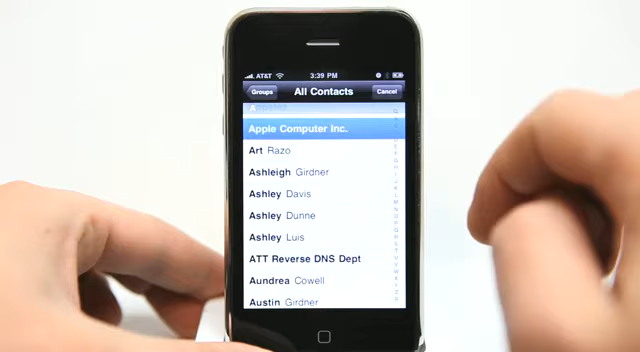 AT&T 3:39 PM
Groups All Contacts Cancel
A
Apple Computer Inc.
Art Razo
Ashleigh Girdner
Ashley Davis
Ashley Dunne
Ashley Luis
ATT Reverse DNS Dept
Aundrea Cowell
Austin Girdner